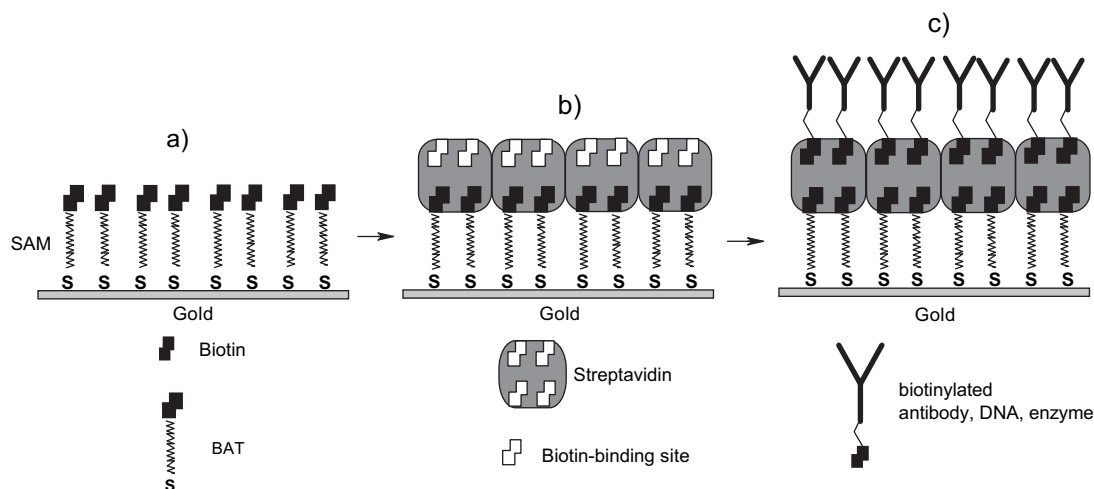 a)
SAM
S S S S S S S S
Gold
Biotin
BAT
S
b)
S S S S S S S S
Gold
Streptavidin
Biotin-binding site
c)
S S S S S S S S
Gold
biotinylated
antibody, DNA, enzyme